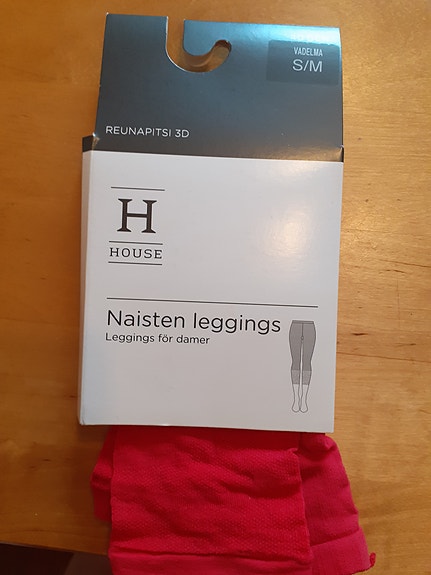 VADELMA
S/M
REUNAPITSI 3D
H
HOUSE
Naisten leggings
Leggings för damer